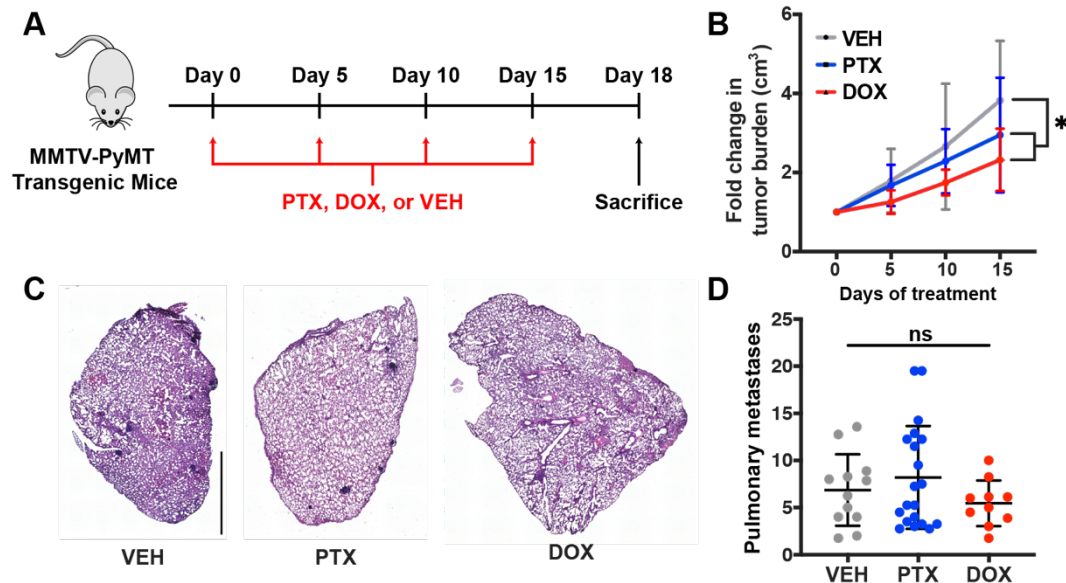 A
Day 0 Day 5 Day 10 Day 15 Day 18
MMTV-PyMT
Transgenic Mice
PTX, DOX, or VEH
Sacrifice
B
Fold change in
tumor burden (cm³)
6
4
2
0
VEH
PTX
DOX
*
0 5 10 15
Days of treatment
C
VEH PTX DOX
D
Pulmonary metastases
25
20
15
10
5
0
ns
VEH PTX DOX